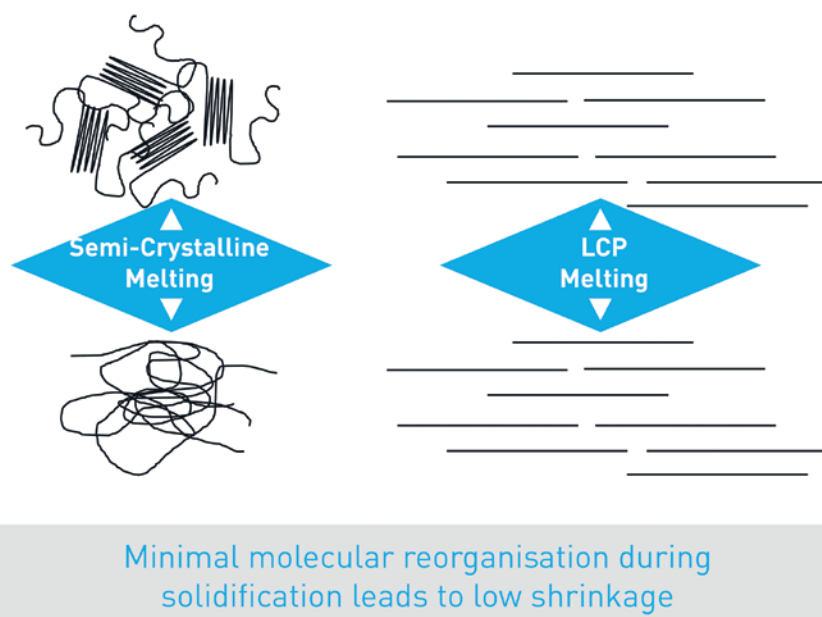 Semi-Crystalline
Melting
LCP
Melting
Minimal molecular reorganisation during
solidification leads to low shrinkage